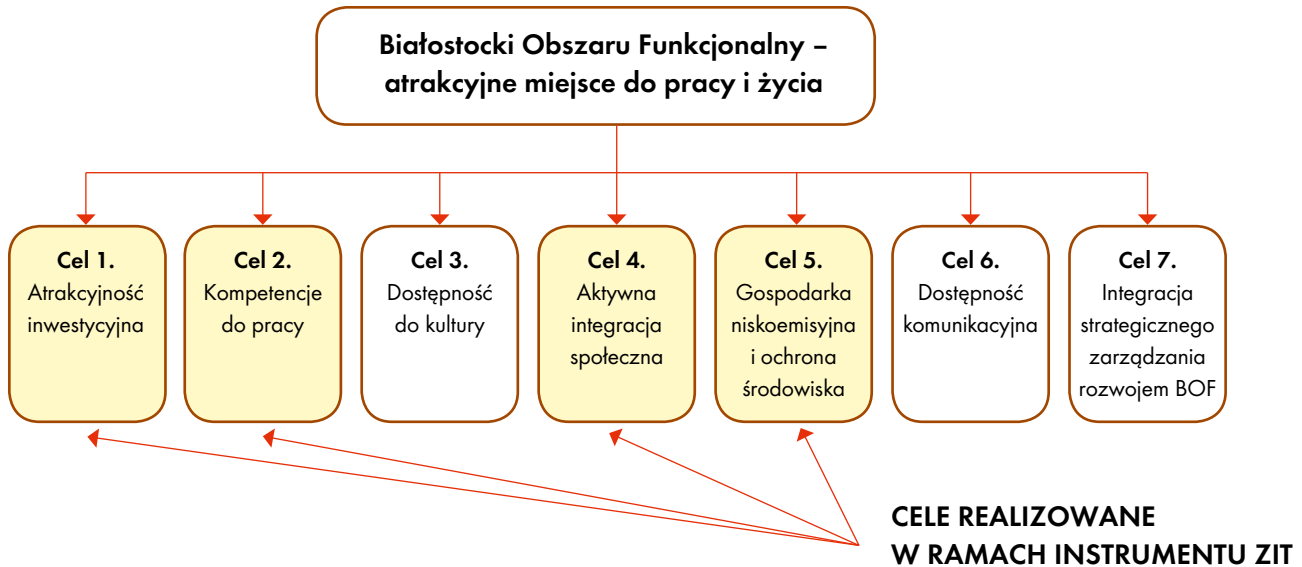 Białostocki Obszaru Funkcjonalny –
atrakcyjne miejsce do pracy i życia
Cel 1.
Atrakcyjność
inwestycyjna
Cel 2.
Kompetencje
do pracy
Cel 3.
Dostępność
do kultury
Cel 4.
Aktywna
integracja
społeczna
Cel 5.
Gospodarka
niskoemisyjna
i ochrona
środowiska
Cel 6.
Dostępność
komunikacyjna
Cel 7.
Integracja
strategicznego
zarządzania
rozwojem BOF
CELE REALIZOWANE
W RAMACH INSTRUMENTU ZIT